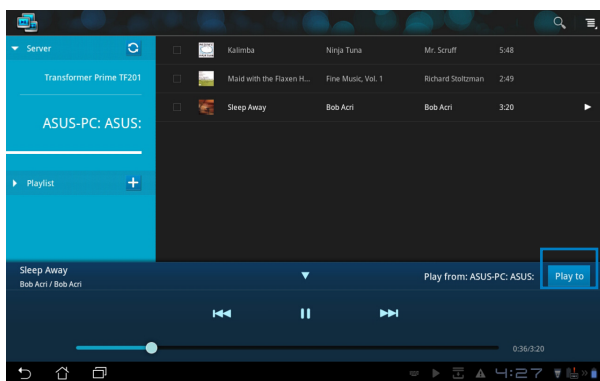 Server
Transformer Prime TF201
ASUS-PC: ASUS:
Playlist
Kalimba Ninja Tuna Mr. Scruff 5:48
Maid with the Flaxen H... Fine Music, Vol. 1 Richard Stoltzman 2:49
Sleep Away Bob Acri Bob Acri 3:20
Sleep Away
Bob Acri / Bob Acri
Play from: ASUS-PC: ASUS:
Play to
0:36/3:20
4:27